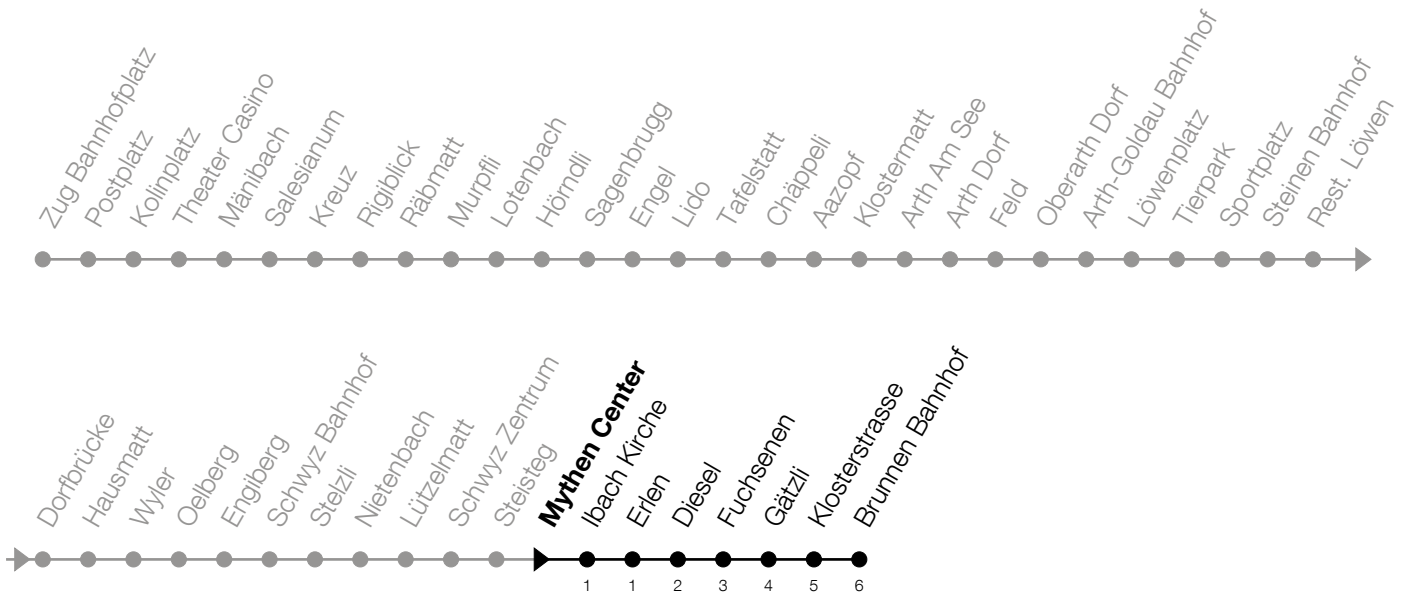 Zug Bahnhofplatz
Postplatz
Kolinplatz
Theater Casino
Mänibach
Salesianum
Kreuz
Rigiblick
Räbmatt
Murpfli
Lotenbach
Hörndli
Sagenbrugg
Engel
Lido
Tafelstatt
Chäppeli
Aazopf
Klostermatt
Arth Am See
Arth Dorf
Feld
Oberarth Dorf
Arth-Goldau Bahnhof
Löwenplatz
Tierpark
Sportplatz
Steinen Bahnhof
Rest. Löwen
Dorfbrücke
Hausmatt
Wyler
Oelberg
Engiberg
Schwyz Bahnhof
Stelzli
Nietenbach
Lützelmatt
Schwyz Zentrum
Steisteg
Mythen Center
Ibach Kirche
Erlen
Diesel
Fuchsenen
Gätzli
Klosterstrasse
Brunnen Bahnhof
1 1 2 3 4 5 6